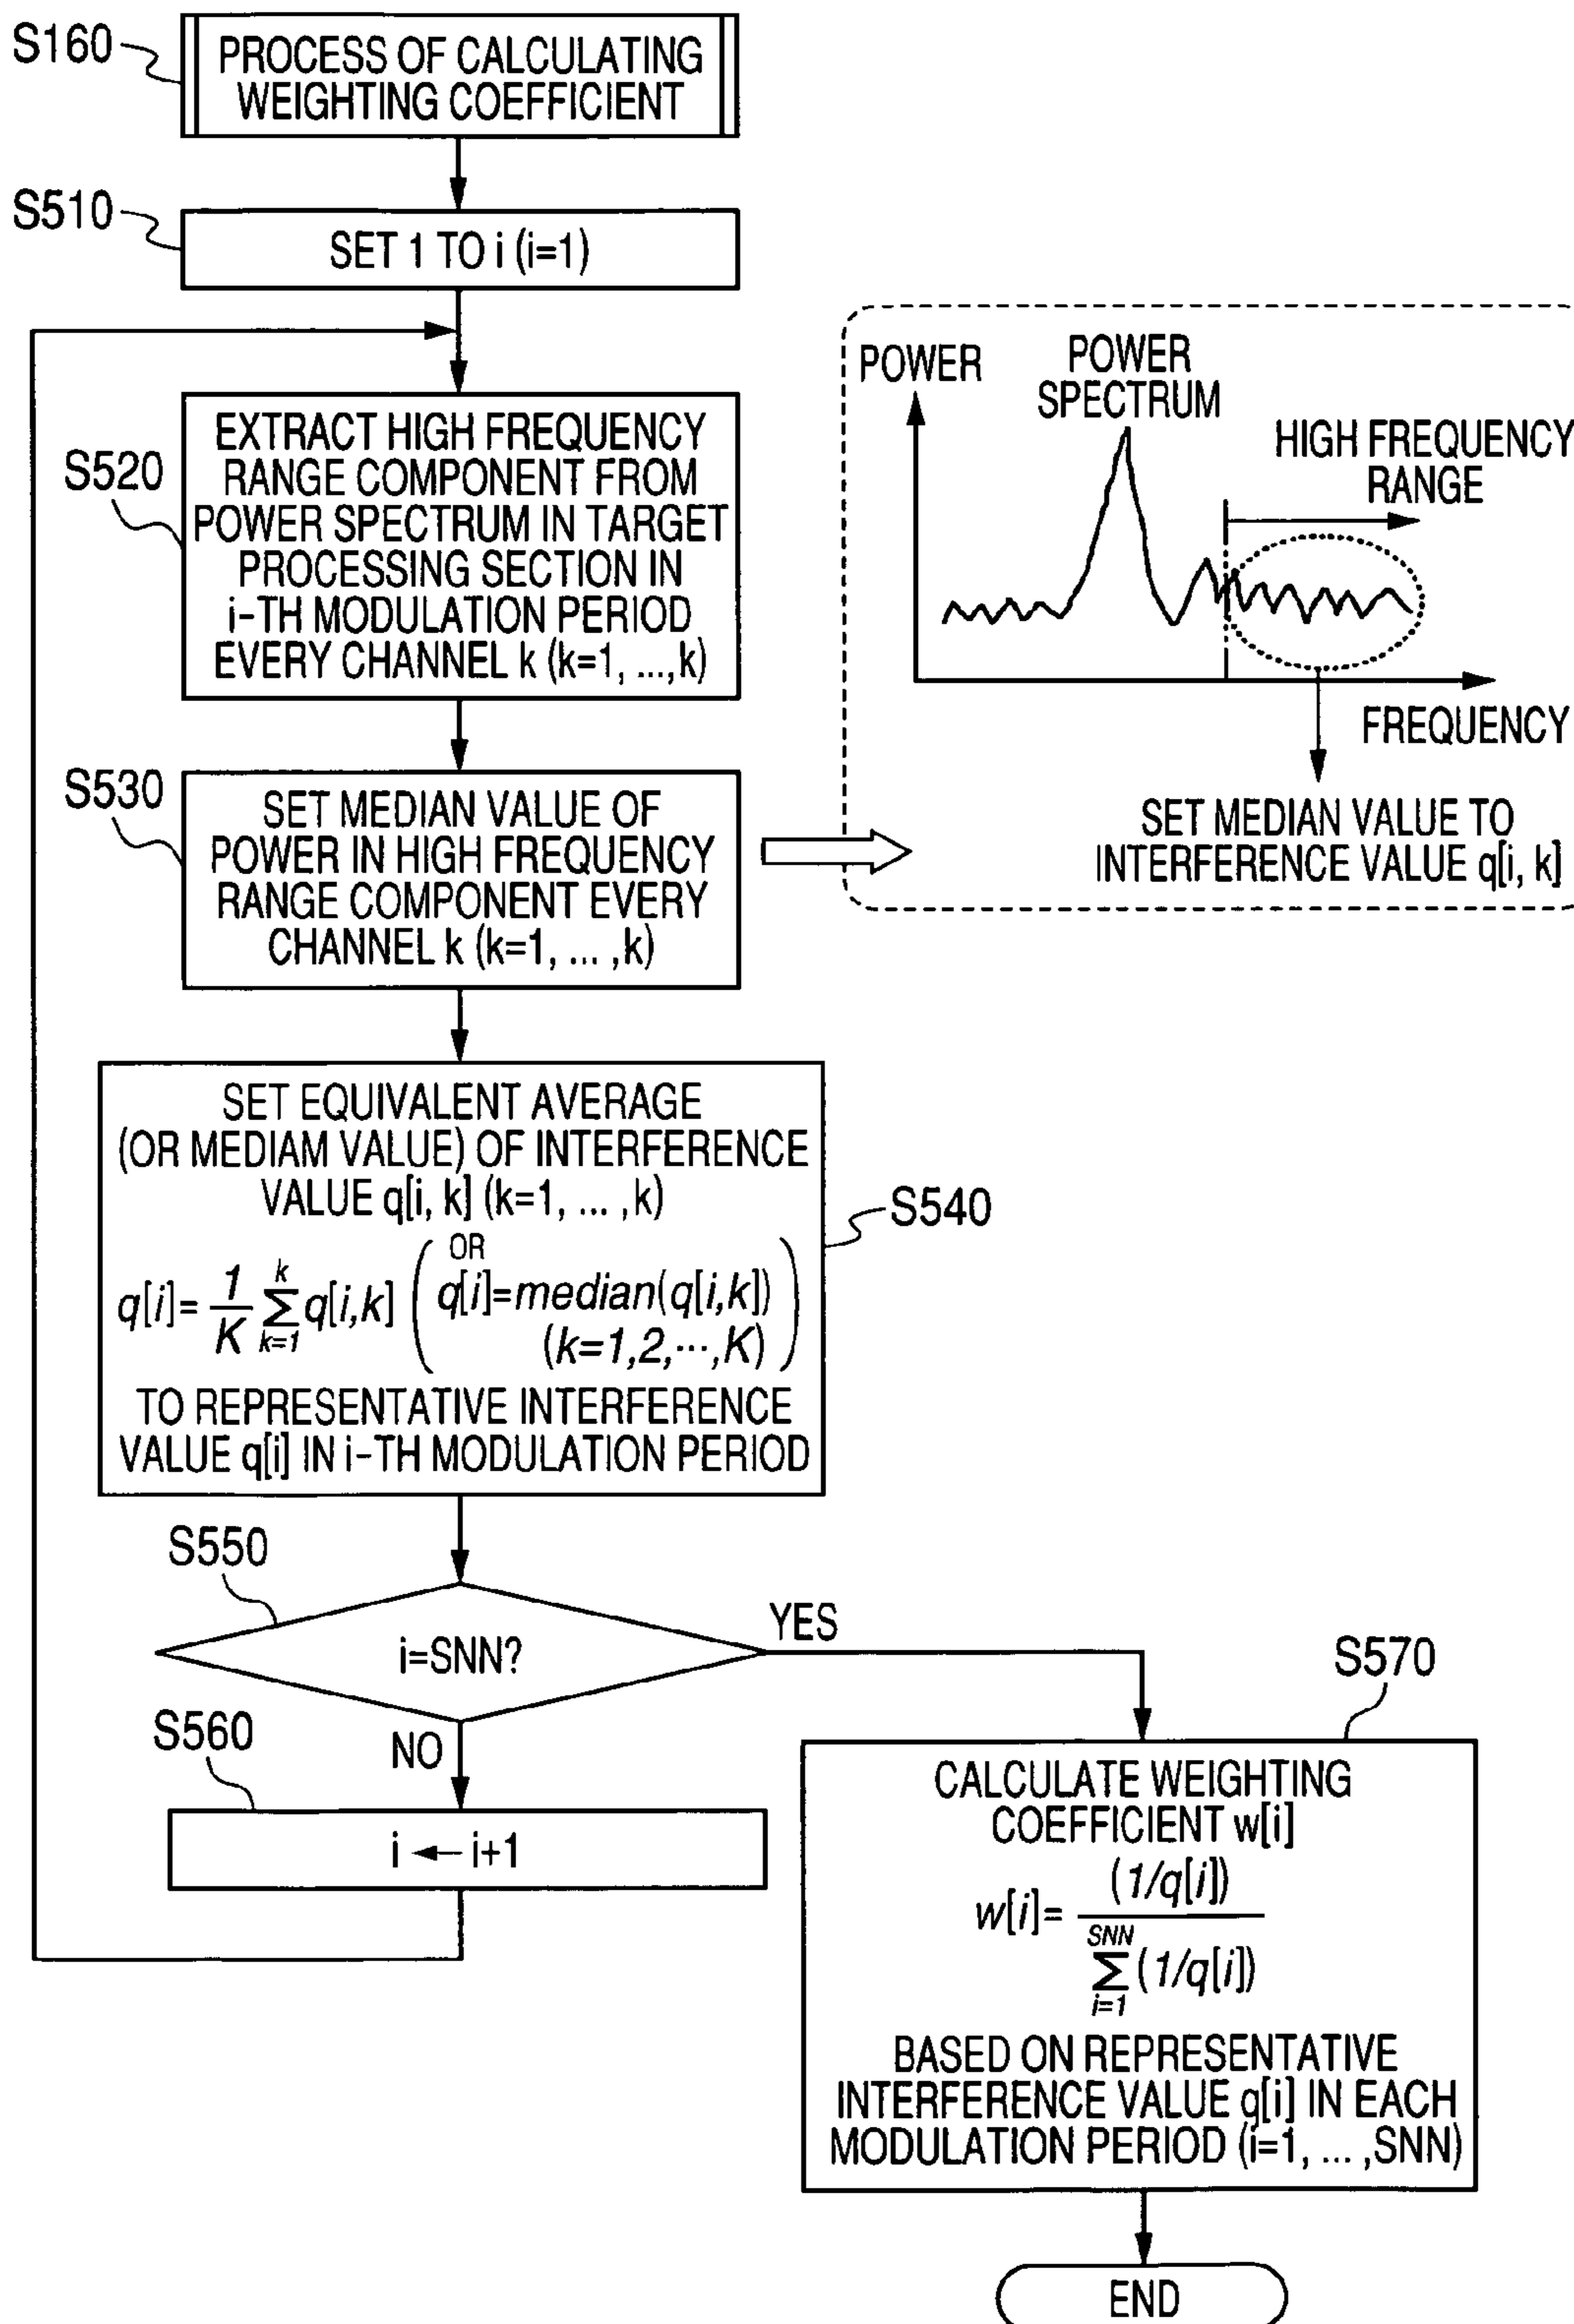 S160
PROCESS OF CALCULATING
WEIGHTING COEFFICIENT
S510
SET 1 TO i (i=1)
S520
EXTRACT HIGH FREQUENCY
RANGE COMPONENT FROM
POWER SPECTRUM IN TARGET
PROCESSING SECTION IN
i-TH MODULATION PERIOD
EVERY CHANNEL k (k=1, ...,k)
POWER
POWER
SPECTRUM
HIGH FREQUENCY
RANGE
FREQUENCY
SET MEDIAN VALUE TO
INTERFERENCE VALUE q[i, k]
S530
SET MEDIAN VALUE OF
POWER IN HIGH FREQUENCY
RANGE COMPONENT EVERY
CHANNEL k (k=1, ... ,k)
S540
SET EQUIVALENT AVERAGE
(OR MEDIAM VALUE) OF INTERFERENCE
VALUE q[i, k] (k=1, ... ,k)
q[i]= 1/K k∑k=1 q[i,k] ( OR q[i]=median(q[i,k])
(k=1,2,···,K) )
TO REPRESENTATIVE INTERFERENCE
VALUE q[i] IN i-TH MODULATION PERIOD
S550
i=SNN?
YES
NO
S560
i ← i+1
S570
CALCULATE WEIGHTING
COEFFICIENT w[i]
w[i]= (1/q[i])
SNN
∑ (1/q[i])
i=1
BASED ON REPRESENTATIVE
INTERFERENCE VALUE q[i] IN EACH
MODULATION PERIOD (i=1, ... ,SNN)
END